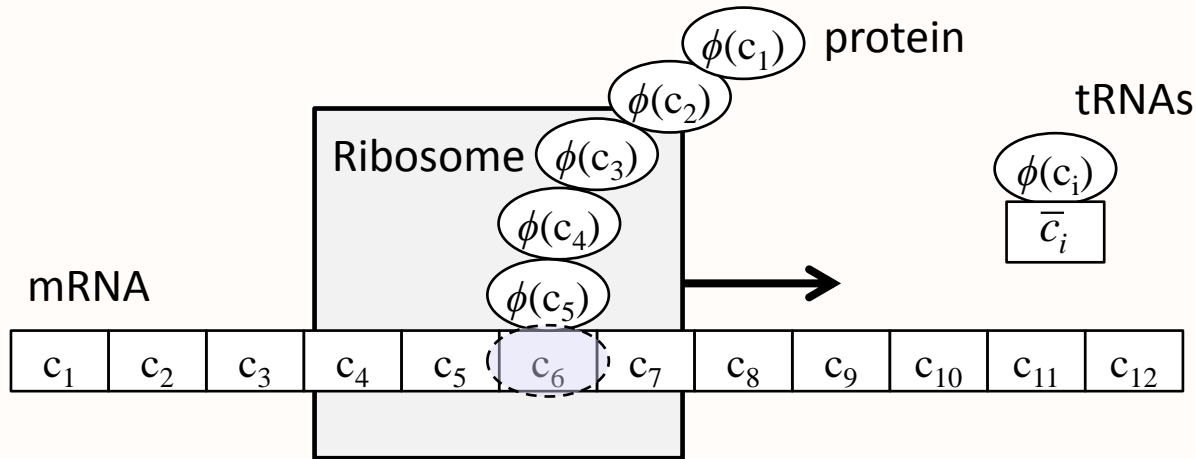 ϕ(c₁) protein
ϕ(c₂)
tRNAs
Ribosome ϕ(c₃)
ϕ(cᵢ)
ϕ(c₄)
c̅ᵢ
mRNA
ϕ(c₅)
c₁ c₂ c₃ c₄ c₅ c₆ c₇ c₈ c₉ c₁₀ c₁₁ c₁₂